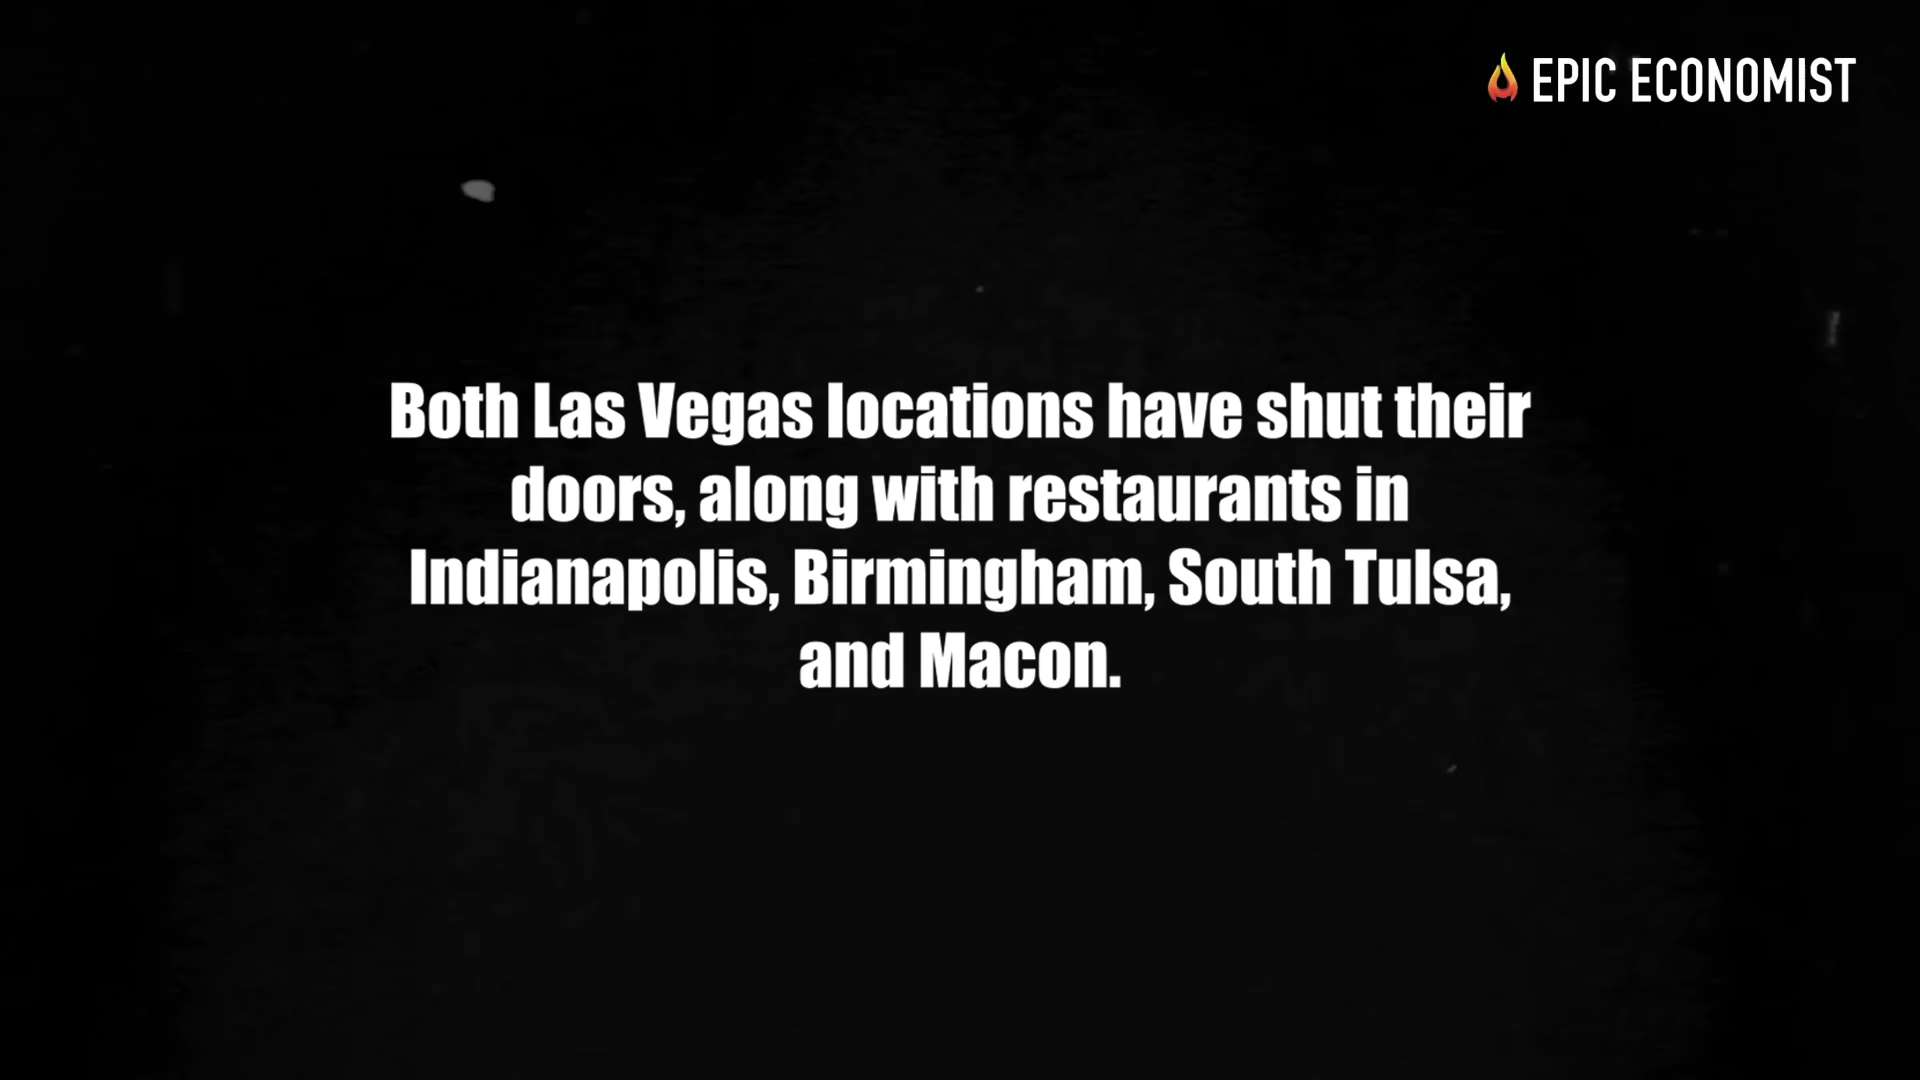 EPIC ECONOMIST
Both Las Vegas locations have shut their
doors, along with restaurants in
Indianapolis, Birmingham, South Tulsa,
and Macon.